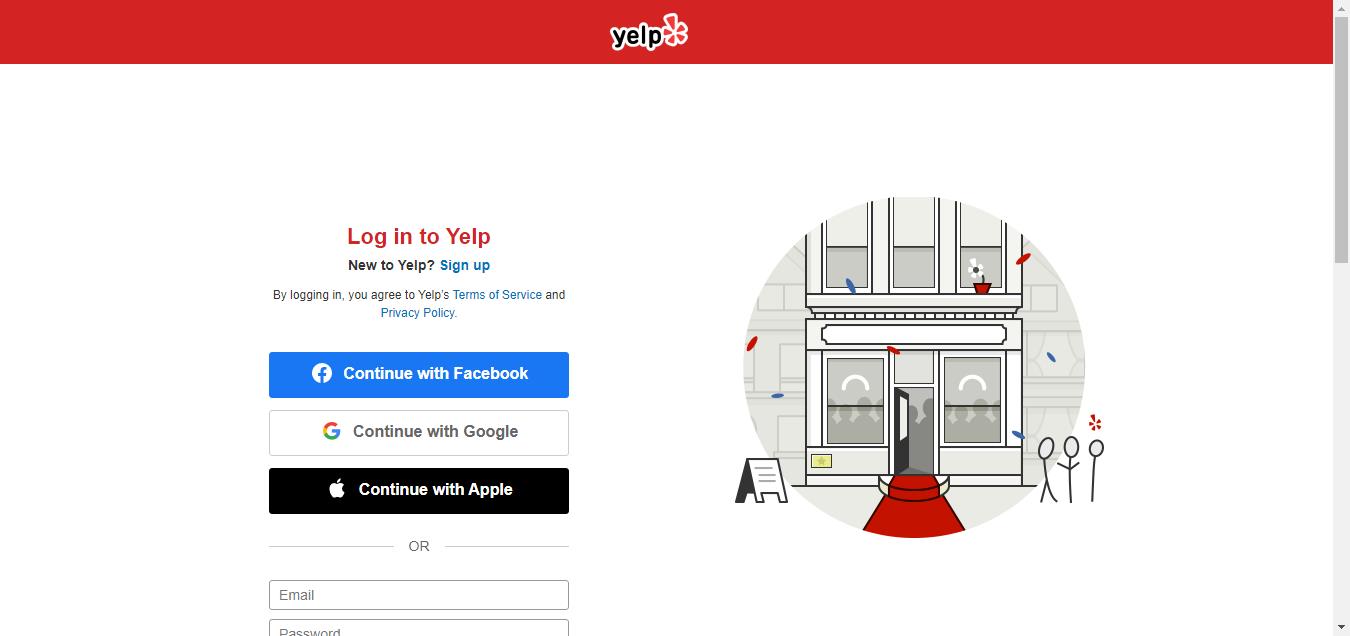 yelp
Log in to Yelp
New to Yelp? Sign up
By logging in, you agree to Yelp's Terms of Service and
Privacy Policy.
Continue with Facebook
Continue with Google
Continue with Apple
OR
Email
Password